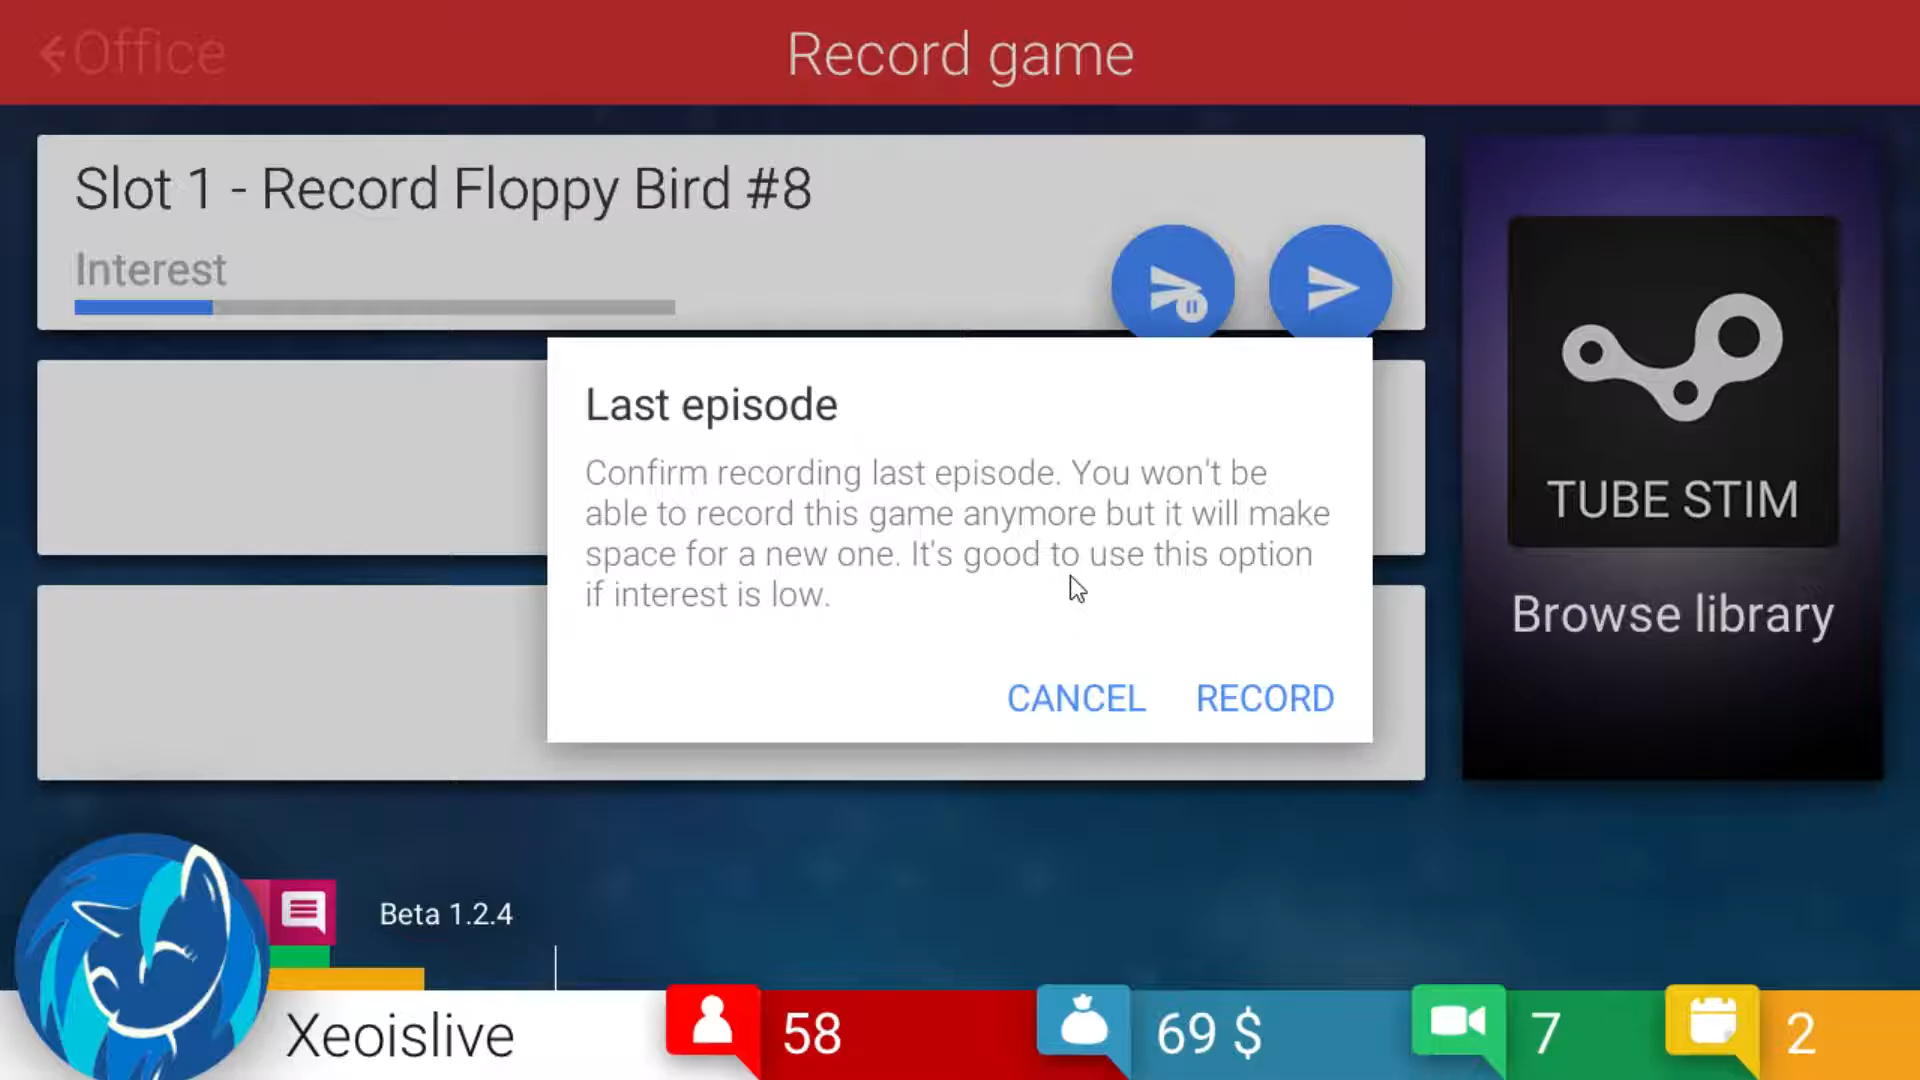 Office
Record game
Slot 1 - Record Floppy Bird #8
Interest
Last episode
Confirm recording last episode. You won't be
able to record this game anymore but it will make
space for a new one. It's good to use this option
if interest is low.
CANCEL RECORD
TUBE STIM
Browse library
Beta 1.2.4
Xeoislive
58
69 $
7
2